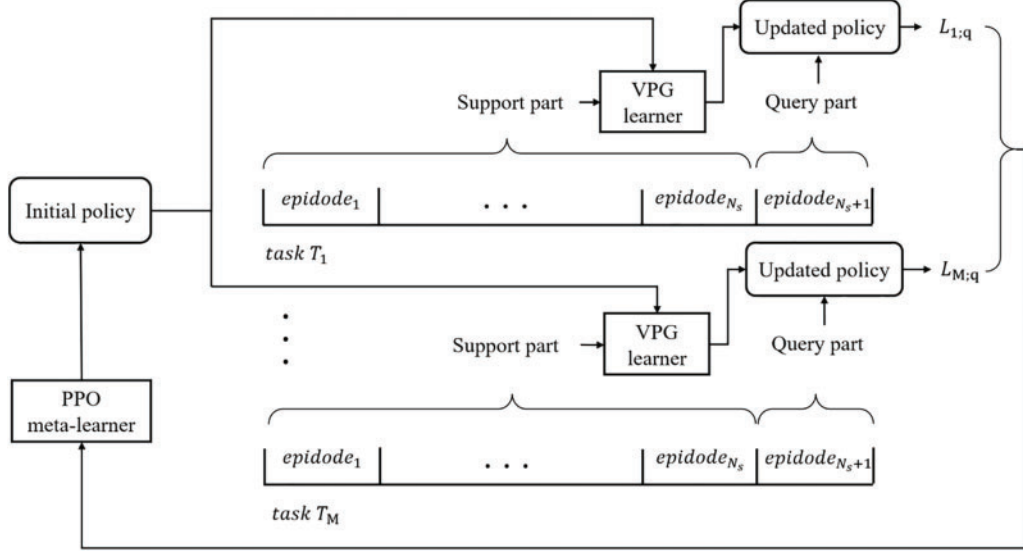 Updated policy
L1;q
VPG
learner
Support part
Query part
epidode1
. . .
epidodeNs
epidodeNs+1
Initial policy
task T1
Updated policy
LM;q
VPG
learner
Support part
Query part
PPO
meta-learner
epidode1
. . .
epidodeNs
epidodeNs+1
task TM